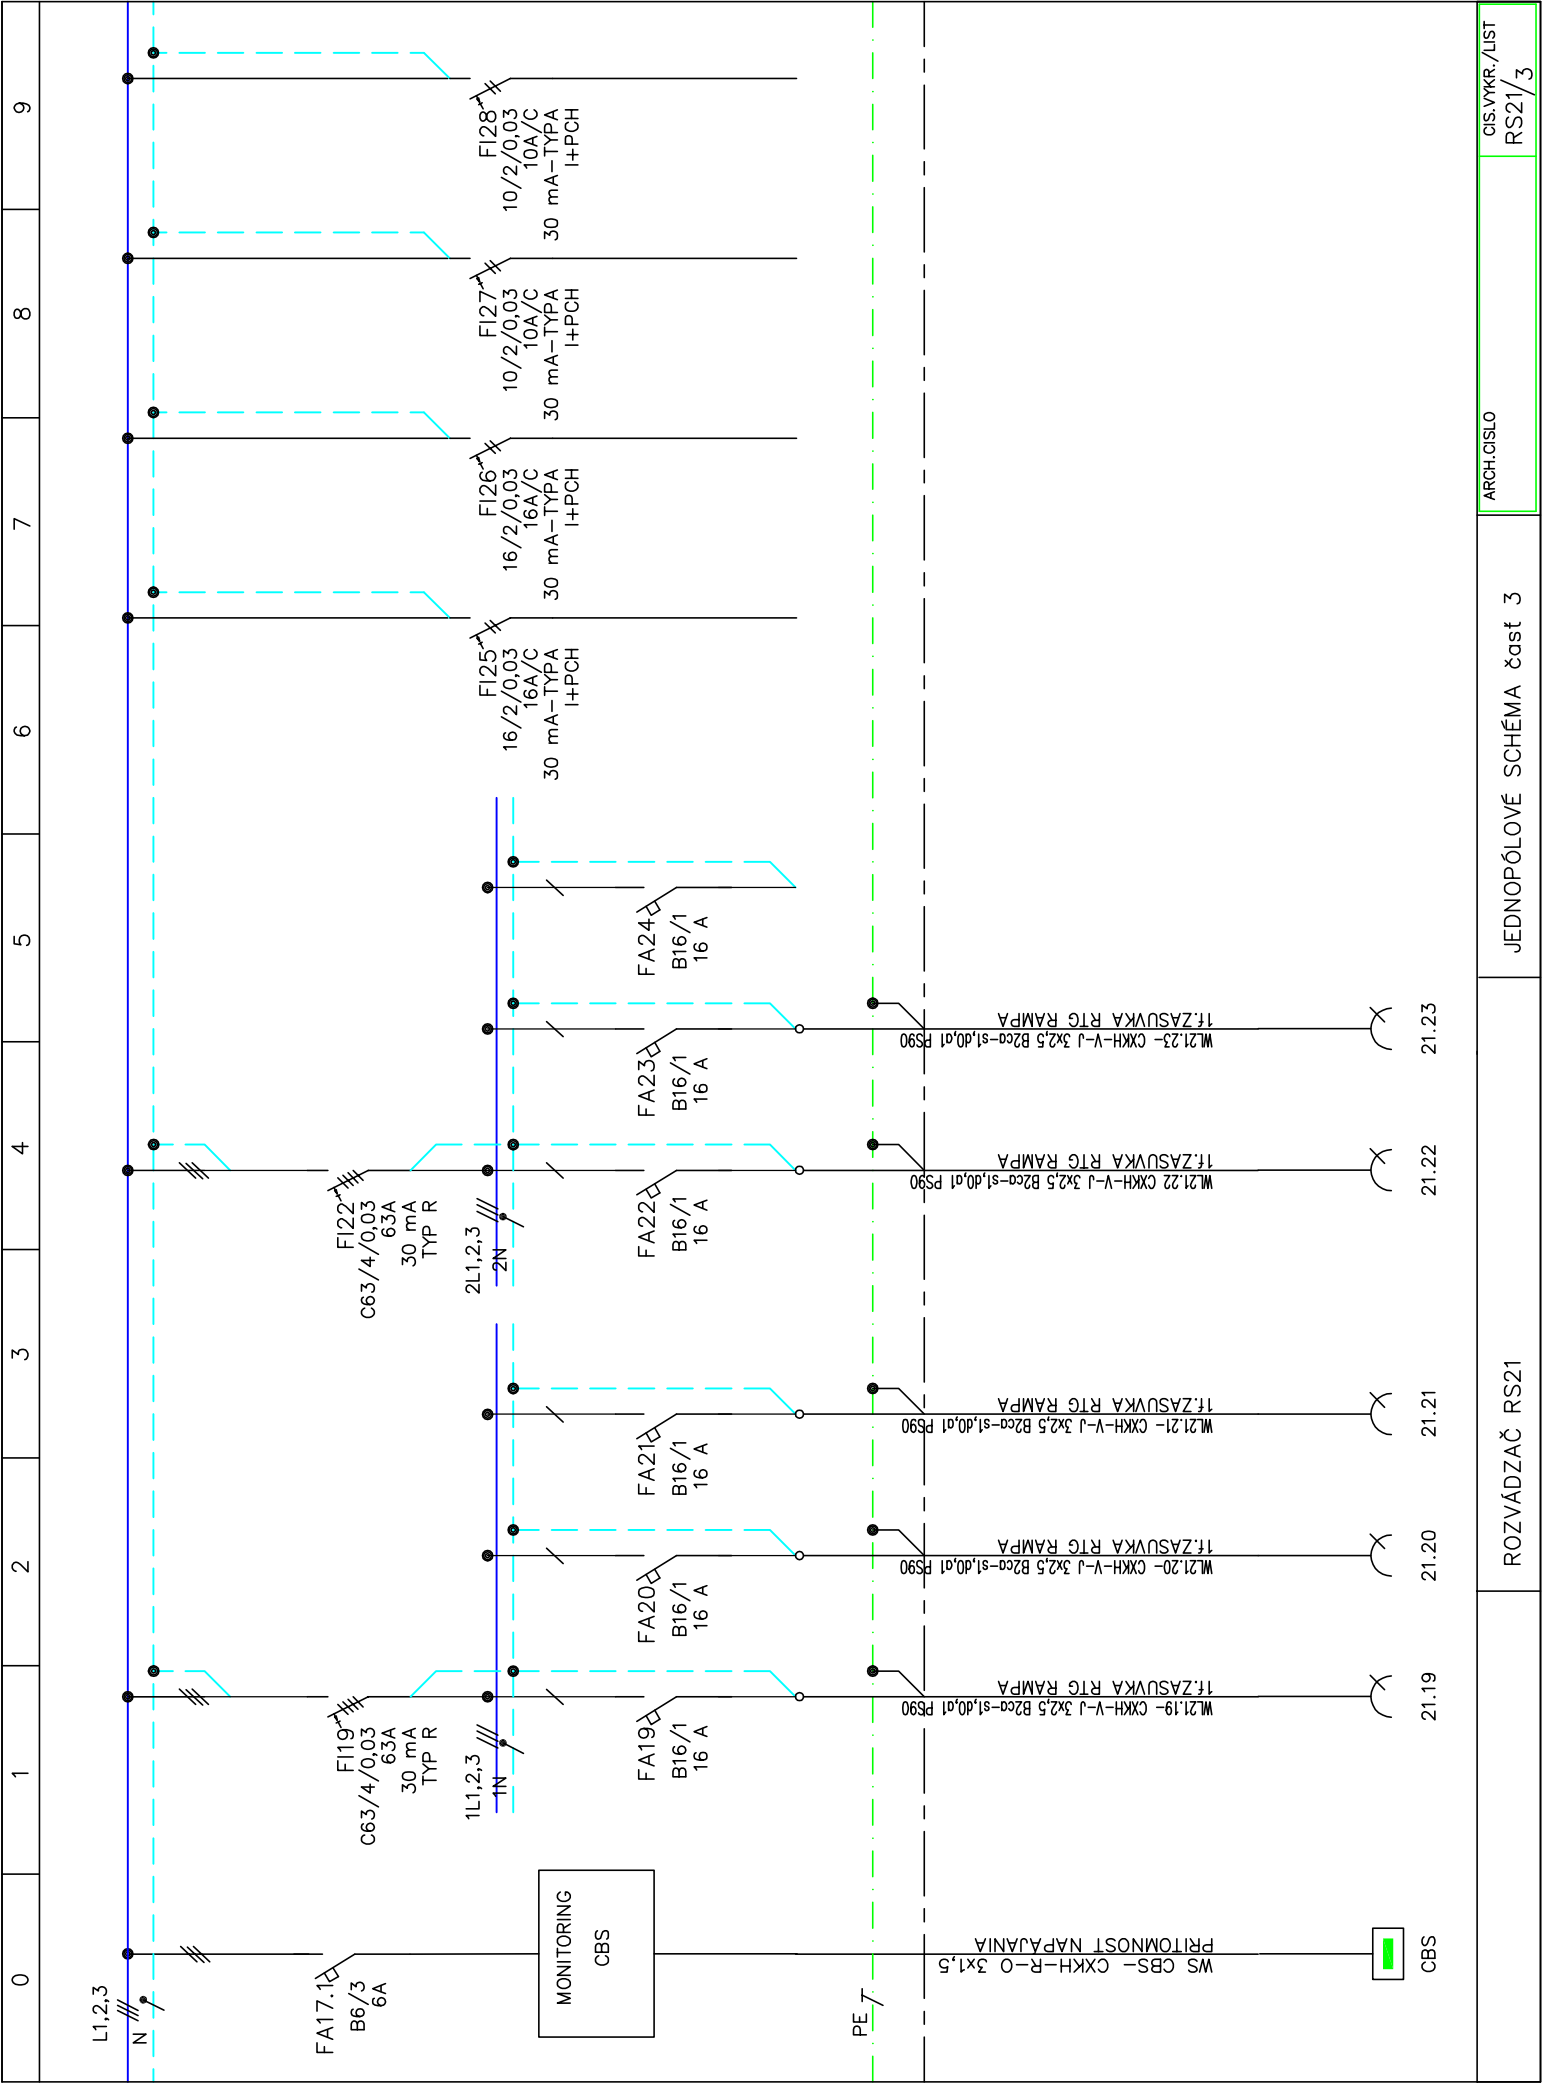 0
1
2
3
4
5
6
7
8
9
L1,2,3
N
FA17.1
B6/3
6A
MONITORING
CBS
PE
WS CBS- CXKH-R-O 3x1,5
PRITOMNOST NAPAJANIA
CBS
FI19
C63/4/0,03
63A
30 mA
TYP R
1L1,2,3
1N
FA19
B16/1
16 A
WL21.19- CXKH-V-J 3x2,5 B2ca-s1,d0,a1 PS90
1f.ZASUVKA RTG RAMPA
21.19
FA20
B16/1
16 A
WL21.20- CXKH-V-J 3x2,5 B2ca-s1,d0,a1 PS90
1f.ZASUVKA RTG RAMPA
21.20
FA21
B16/1
16 A
WL21.21- CXKH-V-J 3x2,5 B2ca-s1,d0,a1 PS90
1f.ZASUVKA RTG RAMPA
21.21
FI22
C63/4/0,03
63A
30 mA
TYP R
2L1,2,3
2N
FA22
B16/1
16 A
WL21.22 CXKH-V-J 3x2,5 B2ca-s1,d0,a1 PS90
1f.ZASUVKA RTG RAMPA
21.22
FA23
B16/1
16 A
WL21.23- CXKH-V-J 3x2,5 B2ca-s1,d0,a1 PS90
1f.ZASUVKA RTG RAMPA
21.23
FA24
B16/1
16 A
FI25
16/2/0,03
16A/C
30 mA-TYPA
I+PCH
FI26
16/2/0,03
16A/C
30 mA-TYPA
I+PCH
FI27
10/2/0,03
10A/C
30 mA-TYPA
I+PCH
FI28
10/2/0,03
10A/C
30 mA-TYPA
I+PCH
ROZVÁDZAČ RS21
JEDNOPÓLOVÉ SCHÉMA časť 3
ARCH.CISLO
CIS.VYKR./LIST
RS21/3